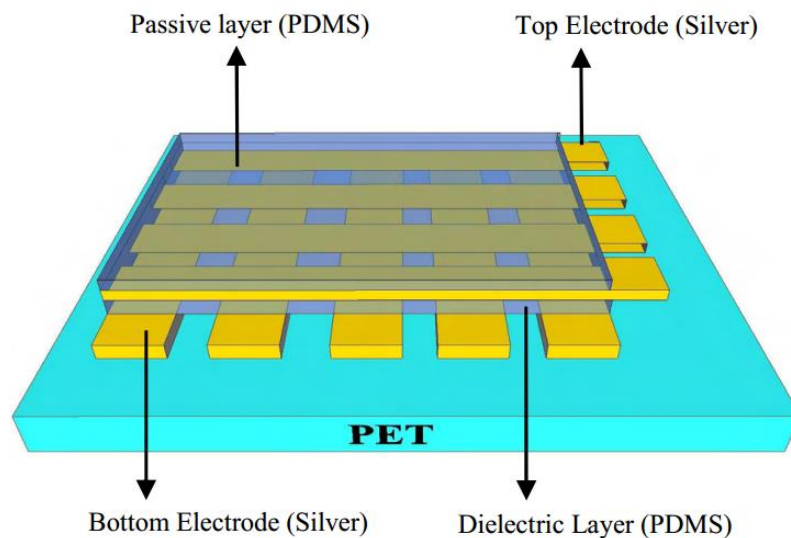 Passive layer (PDMS)
Top Electrode (Silver)
PET
Bottom Electrode (Silver)
Dielectric Layer (PDMS)